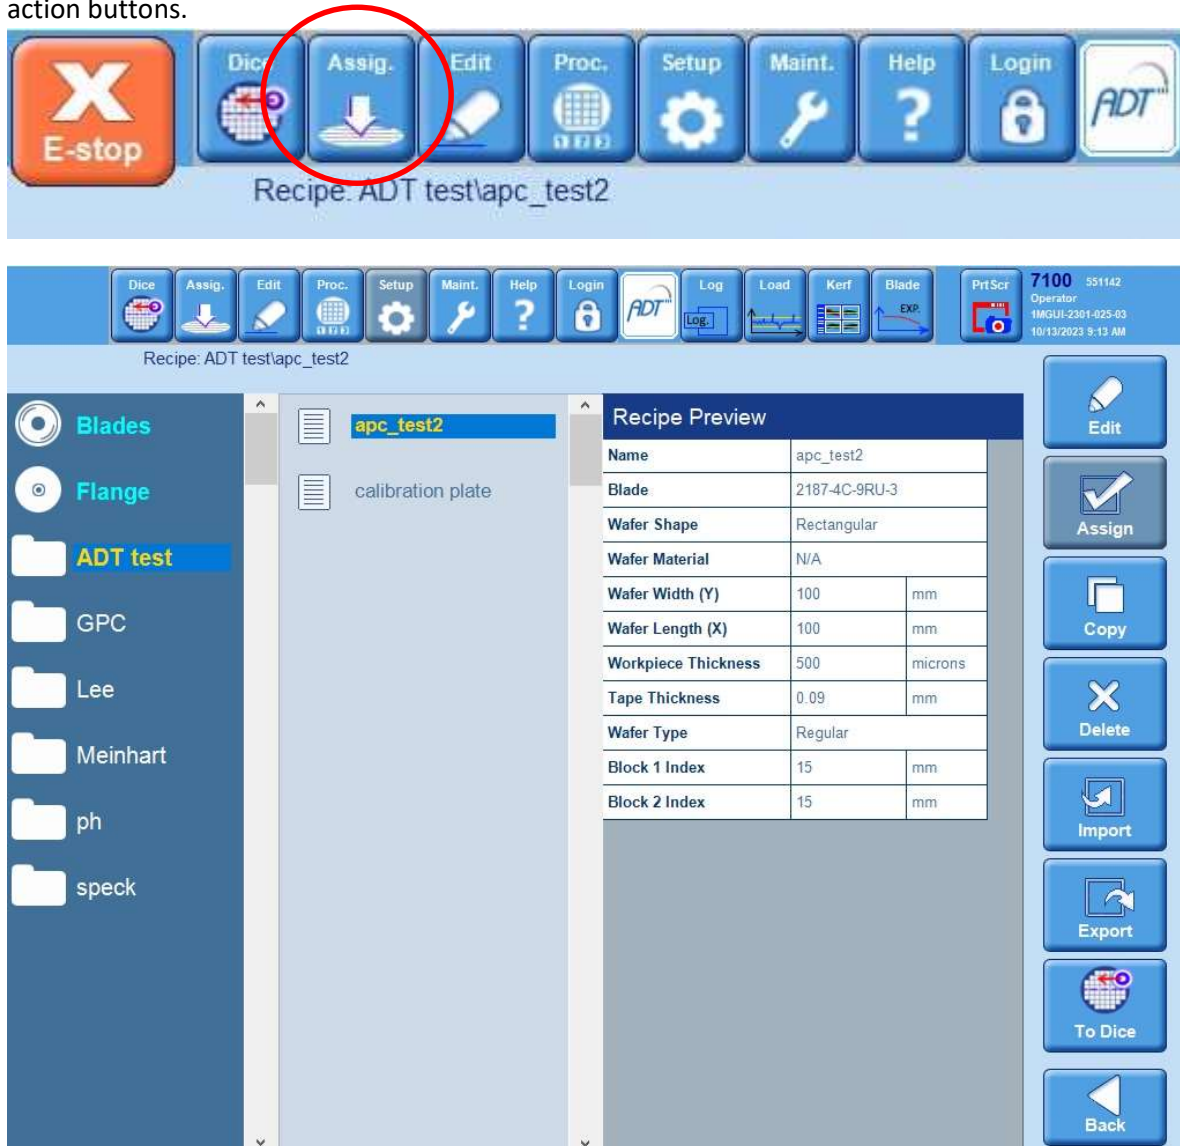 action buttons.
E-stop Dice Assig. Edit Proc. Setup Maint. Help Login ADT™
Recipe: ADT test\apc_test2
Dice Assig. Edit Proc. Setup Maint. Help Login ADT™ Log Log. Load Kerf Blade EXP. PrtScr 7100 551142
Operator
1MGUI-2301-025-03
10/13/2023 9:13 AM
Recipe: ADT test\apc_test2
Blades
Flange
ADT test
GPC
Lee
Meinhart
ph
speck
apc_test2
calibration plate
Recipe Preview
Name apc_test2
Blade 2187-4C-9RU-3
Wafer Shape Rectangular
Wafer Material N/A
Wafer Width (Y) 100 mm
Wafer Length (X) 100 mm
Workpiece Thickness 500 microns
Tape Thickness 0.09 mm
Wafer Type Regular
Block 1 Index 15 mm
Block 2 Index 15 mm
Edit
Assign
Copy
Delete
Import
Export
To Dice
Back